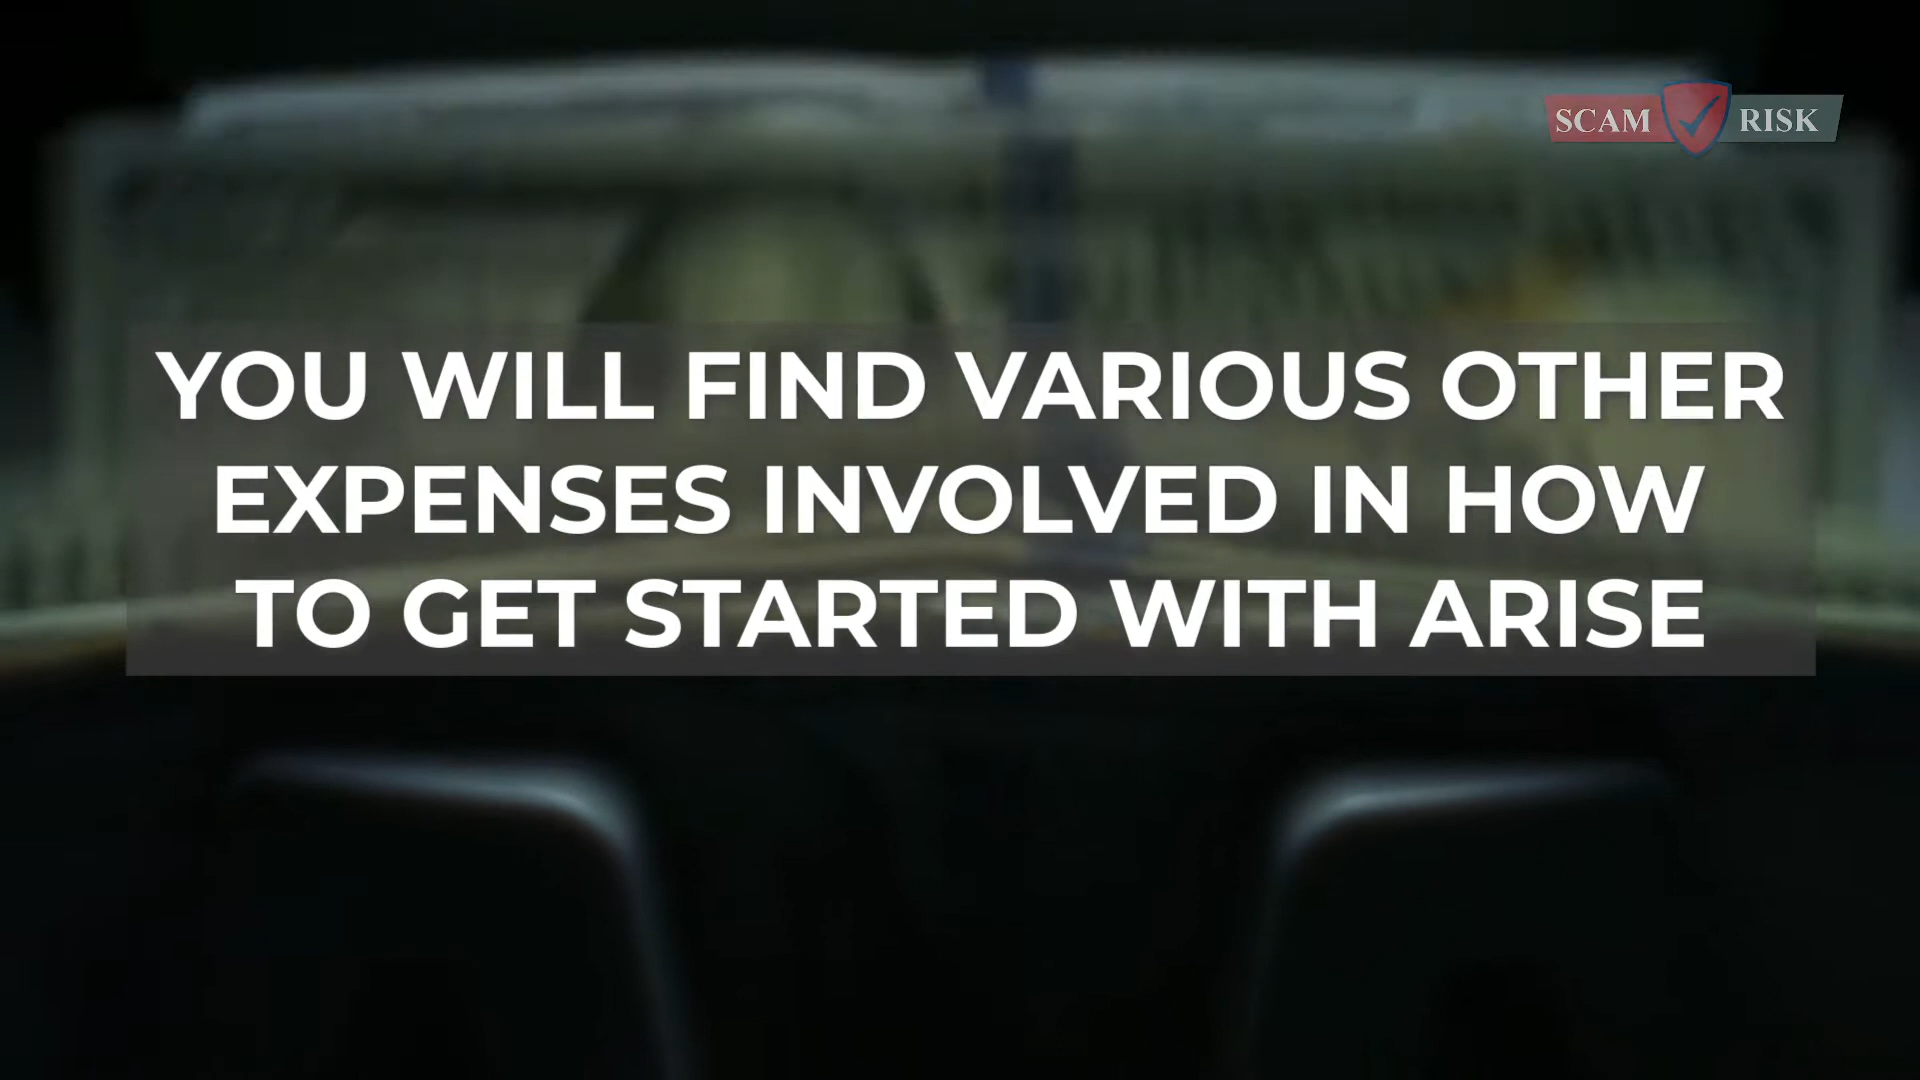 SCAM RISK
YOU WILL FIND VARIOUS OTHER
EXPENSES INVOLVED IN HOW
TO GET STARTED WITH ARISE